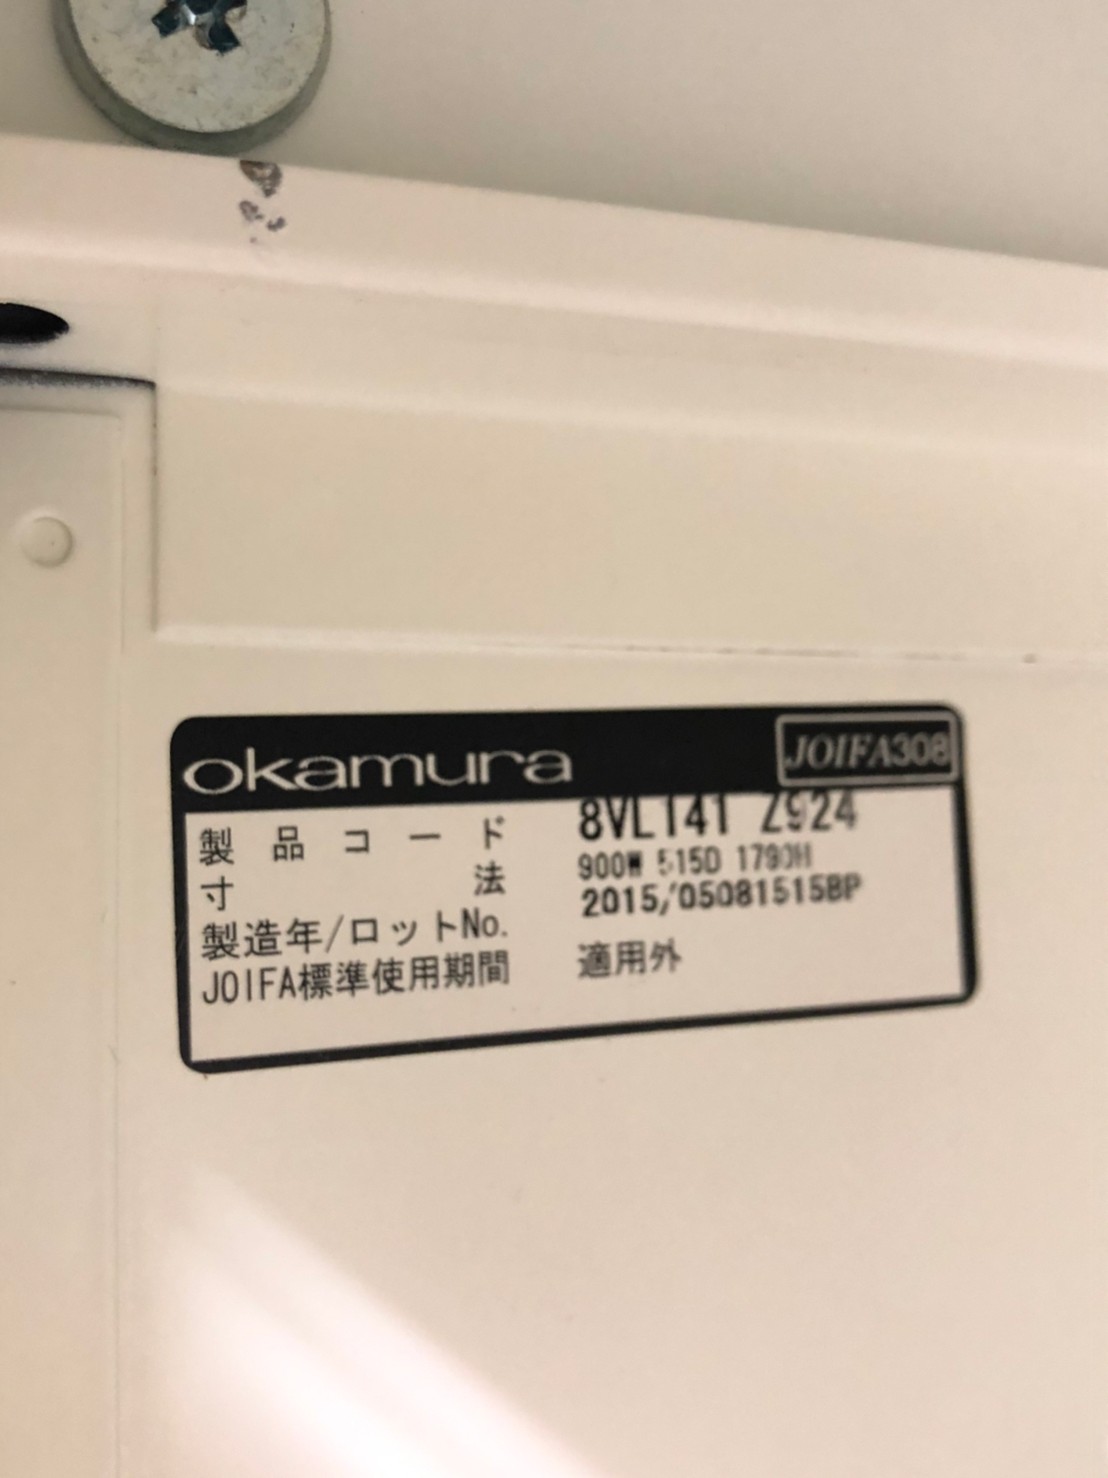 okamura JOIFA308
製品コード 8VL141 Z924
寸法 900W 515D 1790H
製造年/ロットNo. 2015/05081515BP
JOIFA標準使用期間 適用外